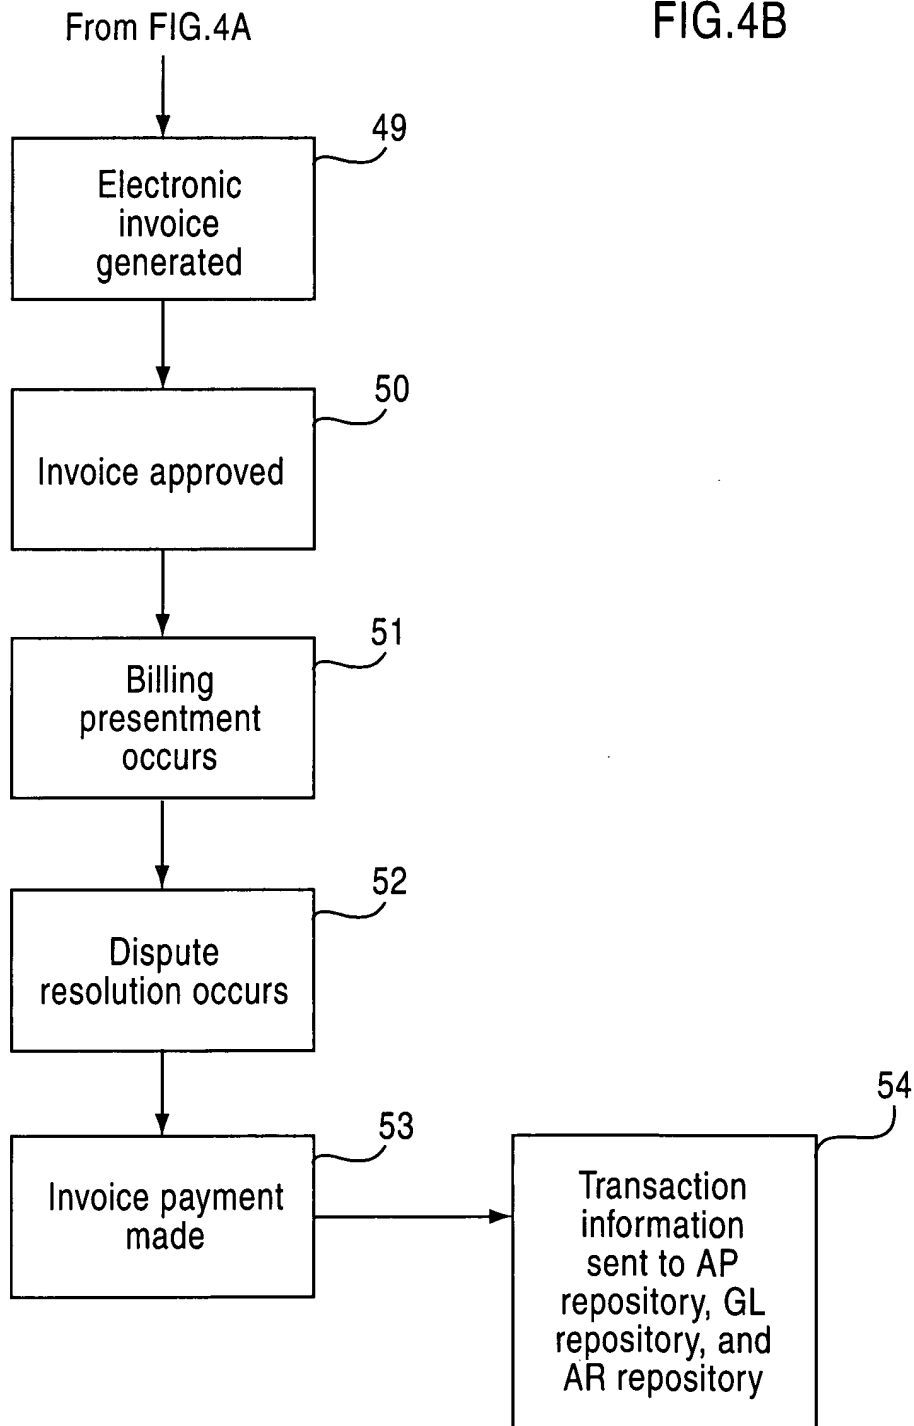 From FIG.4A
FIG.4B
49
Electronic
invoice
generated
50
Invoice approved
51
Billing
presentment
occurs
52
Dispute
resolution occurs
53
Invoice payment
made
54
Transaction
information
sent to AP
repository, GL
repository, and
AR repository